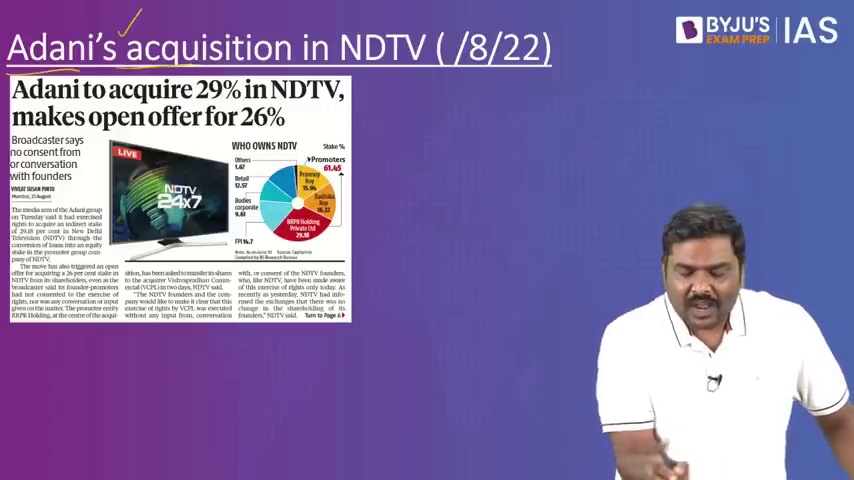 Adani's acquisition in NDTV ( /8/22)
BYJU'S
EXAM PREP
IAS
Adani to acquire 29% in NDTV,
makes open offer for 26%
Broadcaster says
no consent from
or conversation
with founders
VIVEAT SUSAN PINTO
Mumbai, 23 August
The media arm of the Adani group
on Tuesday said it had exercised
rights to acquire an indirect stake
of 29.18 per cent in New Delhi
Television (NDTV) through the
conversion of loans into an equity
stake in the promoter group com-
pany of NDTV.
The move has also triggered an open
offer for acquiring a 26 per cent stake in
NDTV from its shareholders, even as the
broadcaster said its founder-promoters
had not consented to the exercise of
rights, nor was any conversation or input
given on the matter. The promoter entity
RRPR Holding, at the centre of the acqui-
LIVE
NDTV
24x7
WHO OWNS NDTV
Stake %
Others
1.67
Retail
12.57
Bodies
corporate
9.61
FPI 14.7
Promoters
61.45
Prannoy
Roy
15.94
Radhika
Roy
16.32
RRPR Holding
Private Ltd
29.18
Note: As on June 30 Source: Capitaline
Compiled by BS Research Bureau
sition, has been asked to transfer its shares
to the acquirer Vishvapradhan Comm-
ercial (VCPL) in two days, NDTV said.
"The NDTV founders and the com-
pany would like to make it clear that this
exercise of rights by VCPL was executed
without any input from, conversation
with, or consent of the NDTV founders,
who, like NDTV, have been made aware
of this exercise of rights only today. As
recently as yesterday, NDTV had infor-
med the exchanges that there was no
change in the shareholding of its
founders," NDTV said.
Turn to Page 6